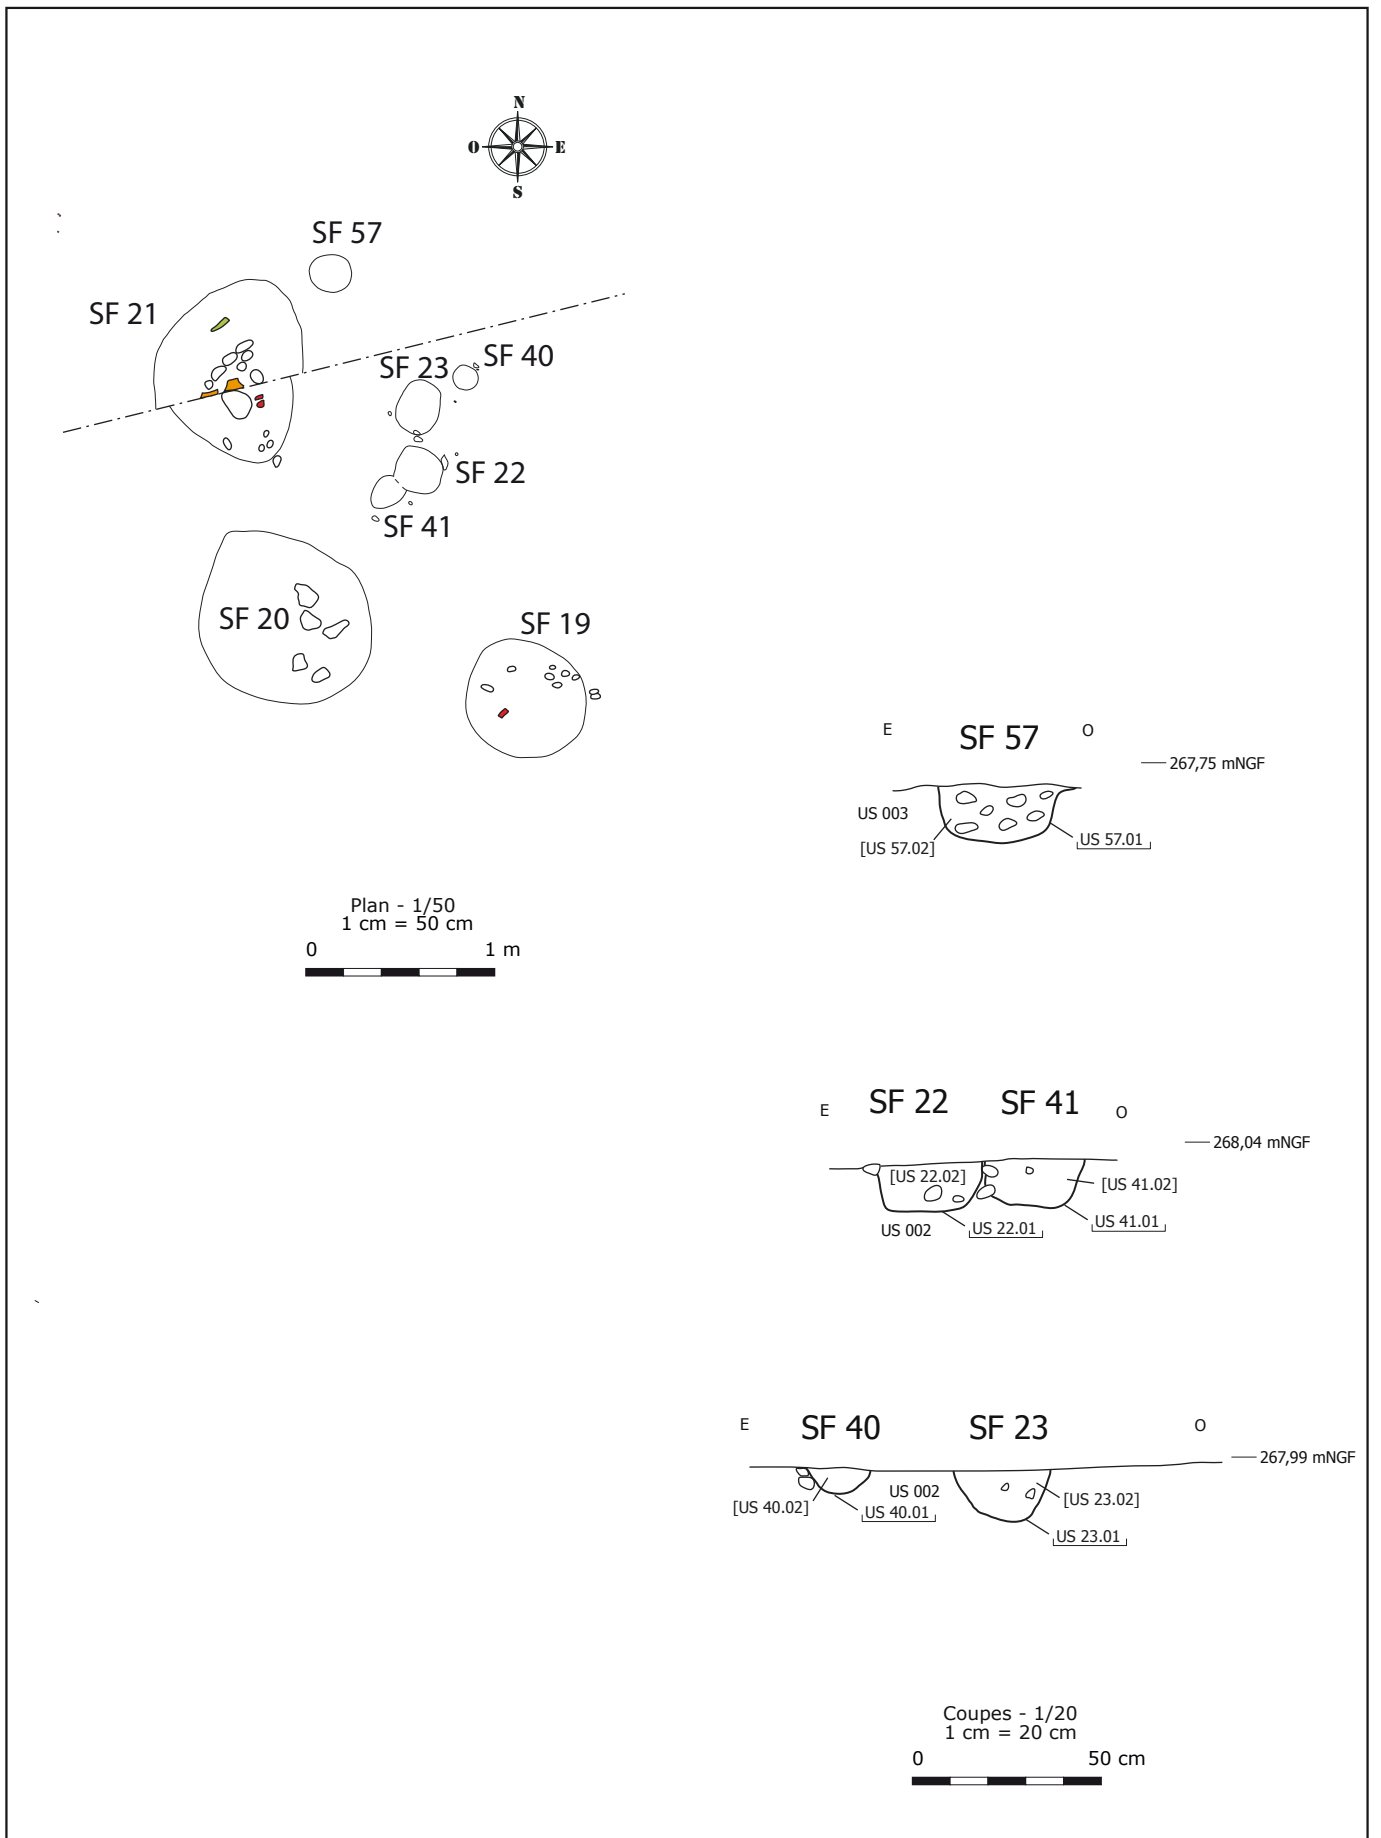 N
O E
S
SF 57
SF 21
SF 23
SF 40
SF 22
SF 41
SF 20
SF 19
Plan - 1/50
1 cm = 50 cm
0 1 m
E SF 57 O
267,75 mNGF
US 003
[US 57.02]
US 57.01
E SF 22 SF 41 O
268,04 mNGF
[US 22.02]
[US 41.02]
US 002
US 22.01
US 41.01
E SF 40 SF 23 O
267,99 mNGF
US 002
[US 40.02]
US 40.01
[US 23.02]
US 23.01
Coupes - 1/20
1 cm = 20 cm
0 50 cm